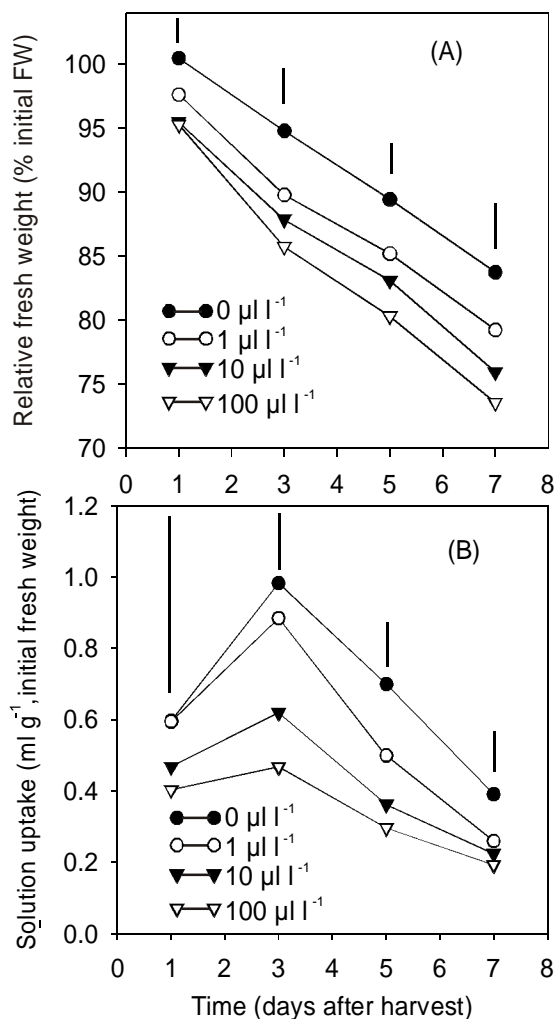 Relative fresh weight (% initial FW)
100
95
90
85
80
75
70
(A)
0 µl l⁻¹
1 µl l⁻¹
10 µl l⁻¹
100 µl l⁻¹
0 1 2 3 4 5 6 7 8
Solution uptake (ml g⁻¹, initial fresh weight)
1.2
1.0
0.8
0.6
0.4
0.2
0.0
(B)
0 µl l⁻¹
1 µl l⁻¹
10 µl l⁻¹
100 µl l⁻¹
0 1 2 3 4 5 6 7 8
Time (days after harvest)